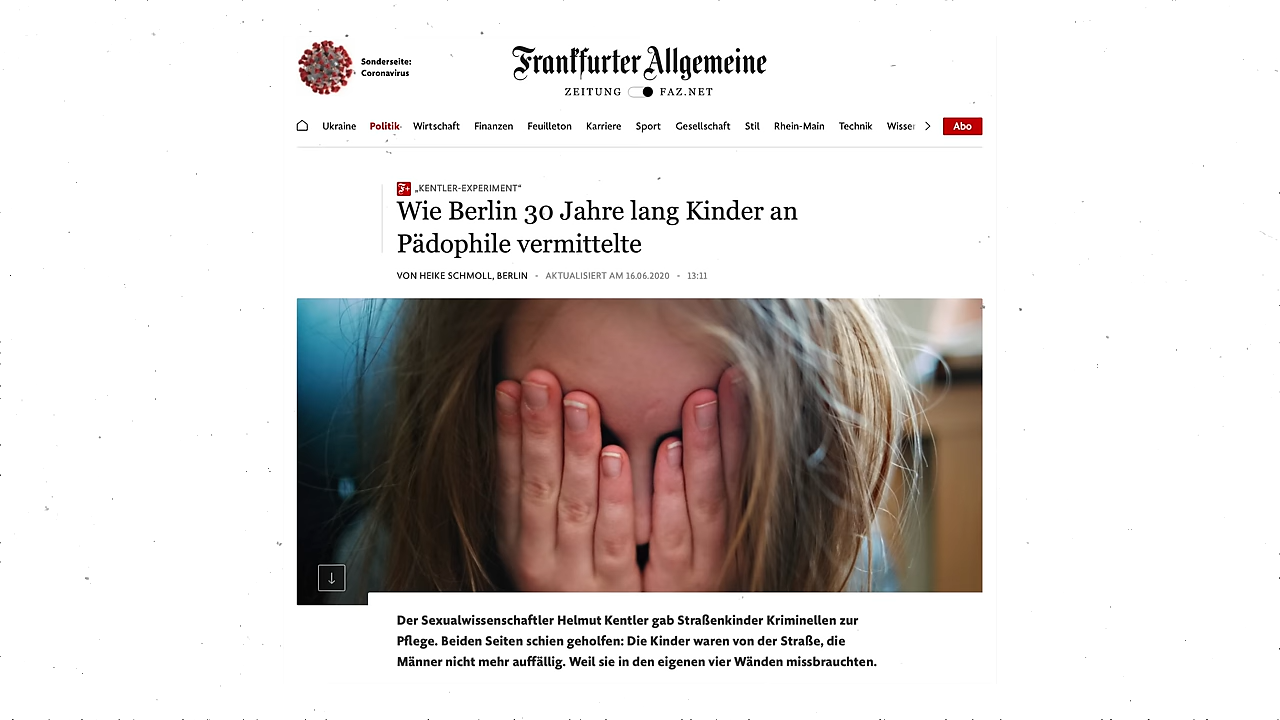 Sonderseite:
Coronavirus
Frankfurter Allgemeine
ZEITUNG FAZ.NET
Ukraine Politik Wirtschaft Finanzen Feuilleton Karriere Sport Gesellschaft Stil Rhein-Main Technik Wissen Abo
F+ „KENTLER-EXPERIMENT“
Wie Berlin 30 Jahre lang Kinder an
Pädophile vermittelte
VON HEIKE SCHMOLL, BERLIN - AKTUALISIERT AM 16.06.2020 - 13:11
Der Sexualwissenschaftler Helmut Kentler gab Straßenkinder Kriminellen zur
Pflege. Beiden Seiten schien geholfen: Die Kinder waren von der Straße, die
Männer nicht mehr auffällig. Weil sie in den eigenen vier Wänden missbrauchten.